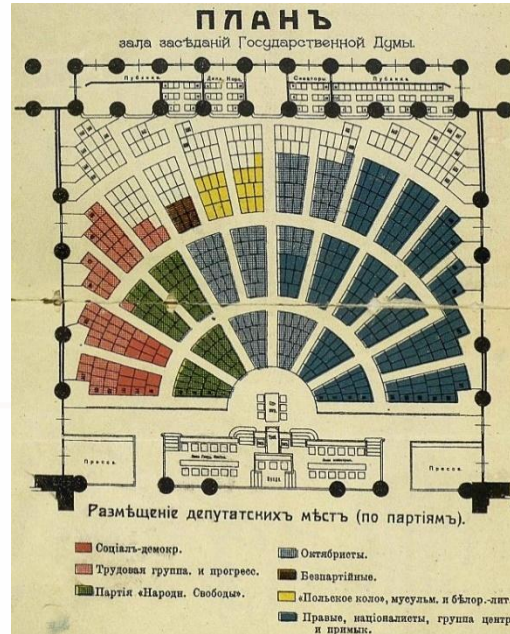 ПЛАНЪ
зала засѣданій Государственной Думы.
Публика. Дипл. Сенаторы Публика.
Пресса.
Пресса.
Размѣщеніе депутатскихъ мѣстъ (по партіямъ).
Соціалъ-демокр.
Трудовая группа. и прогресс.
Партія «Народн. Свободы».
Октябристы.
Безпартійные.
«Польское коло», мусульм. и бѣлор.-лит.
Правые, націоналисты, группа центр
и примык.